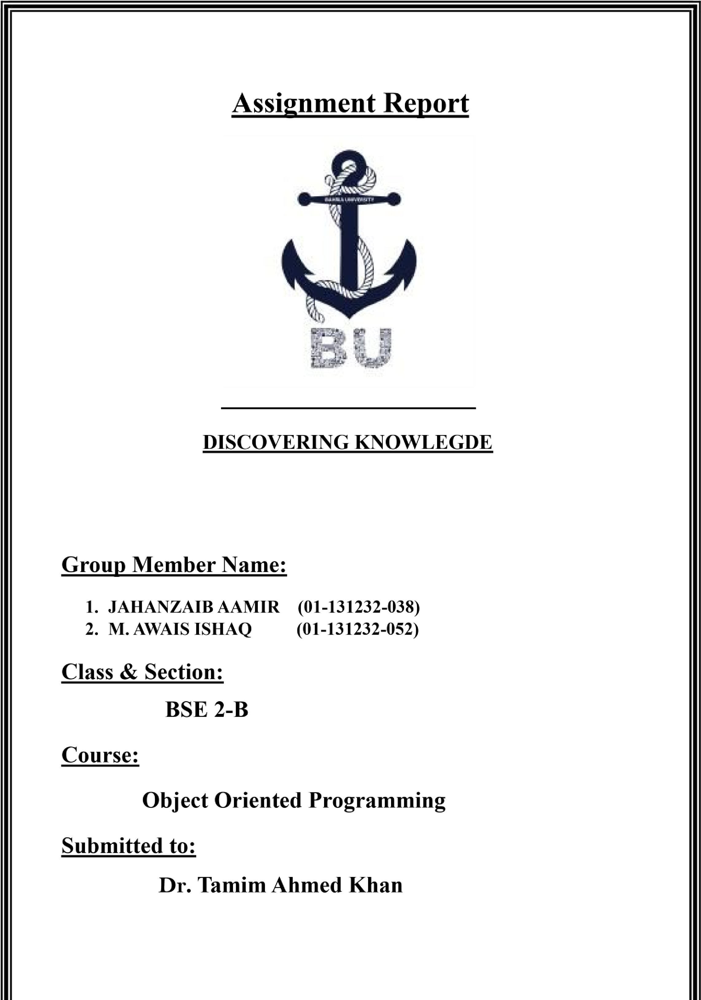 Assignment Report
BAHRIA UNIVERSITY
BU
DISCOVERING KNOWLEGDE
Group Member Name:
1. JAHANZAIB AAMIR (01-131232-038)
2. M. AWAIS ISHAQ (01-131232-052)
Class & Section:
BSE 2-B
Course:
Object Oriented Programming
Submitted to:
Dr. Tamim Ahmed Khan